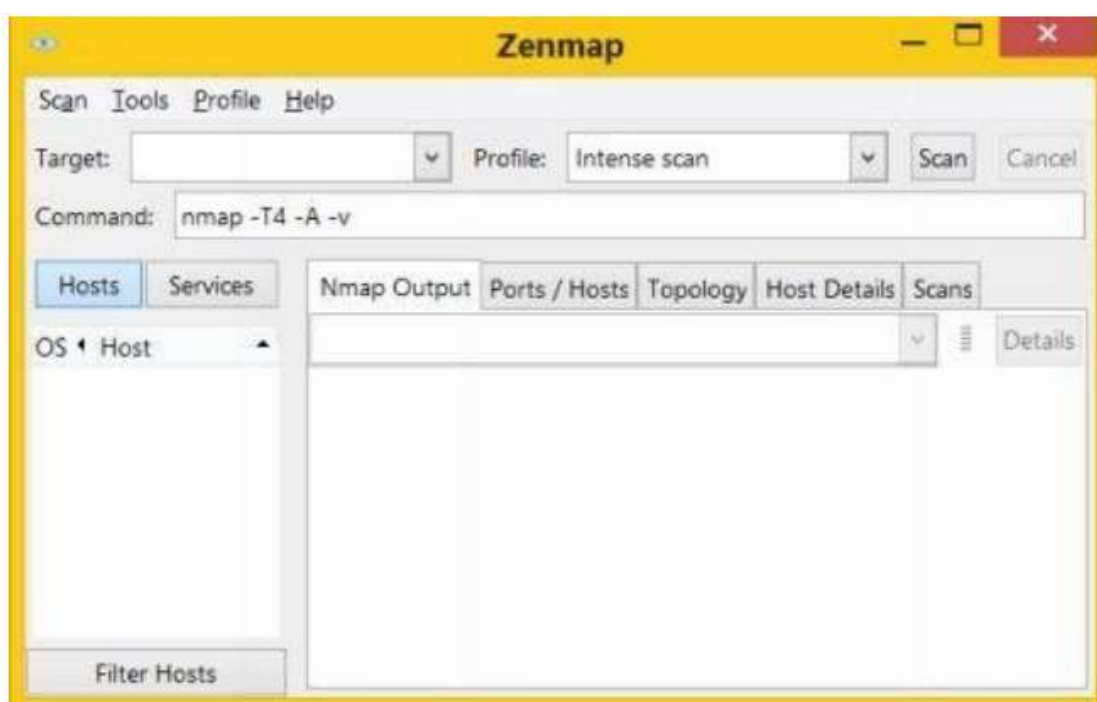 Zenmap
Scan Tools Profile Help
Target: Profile: Intense scan Scan Cancel
Command: nmap -T4 -A -v
Hosts Services Nmap Output Ports / Hosts Topology Host Details Scans
OS Host Details
Filter Hosts